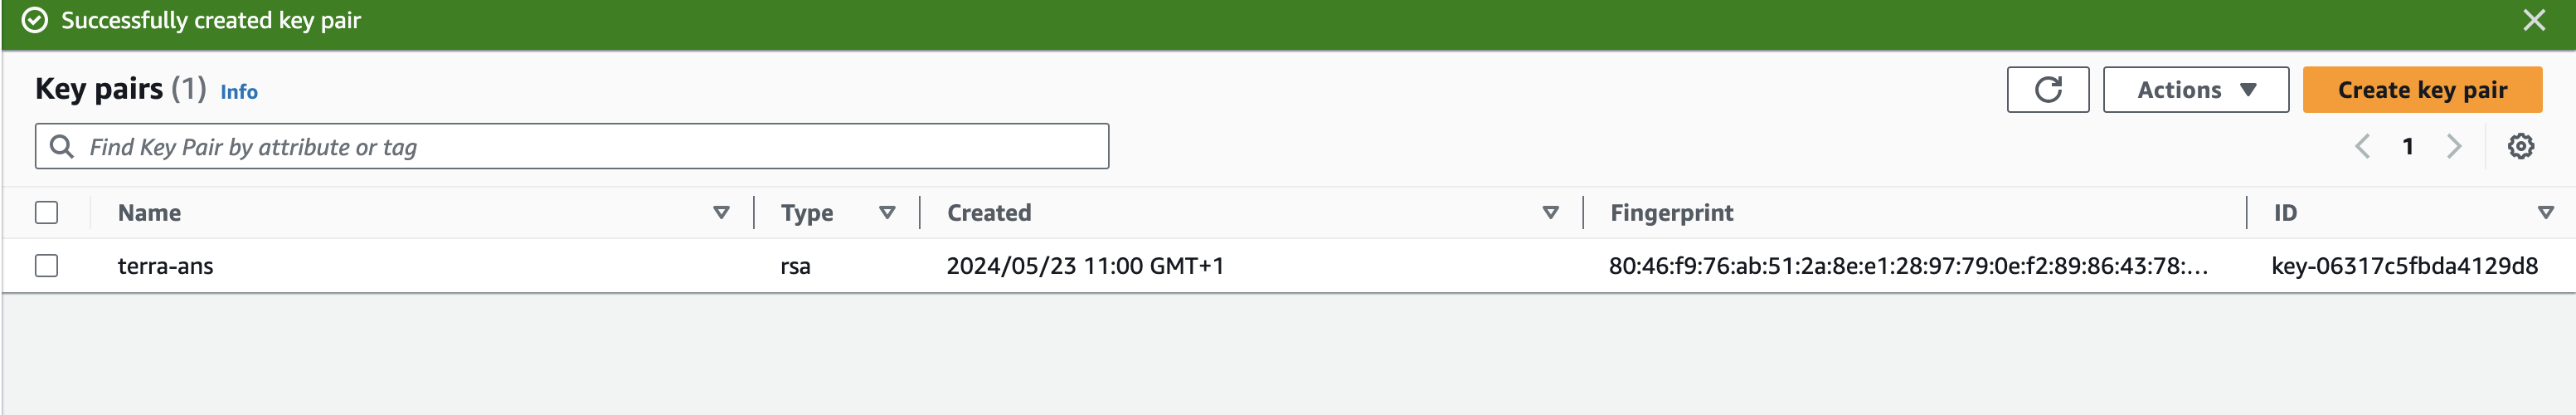 Successfully created key pair
Key pairs (1) Info
Actions
Create key pair
Find Key Pair by attribute or tag
1
Name Type Created Fingerprint ID
terra-ans rsa 2024/05/23 11:00 GMT+1 80:46:f9:76:ab:51:2a:8e:e1:28:97:79:0e:f2:89:86:43:78:... key-06317c5fbda4129d8